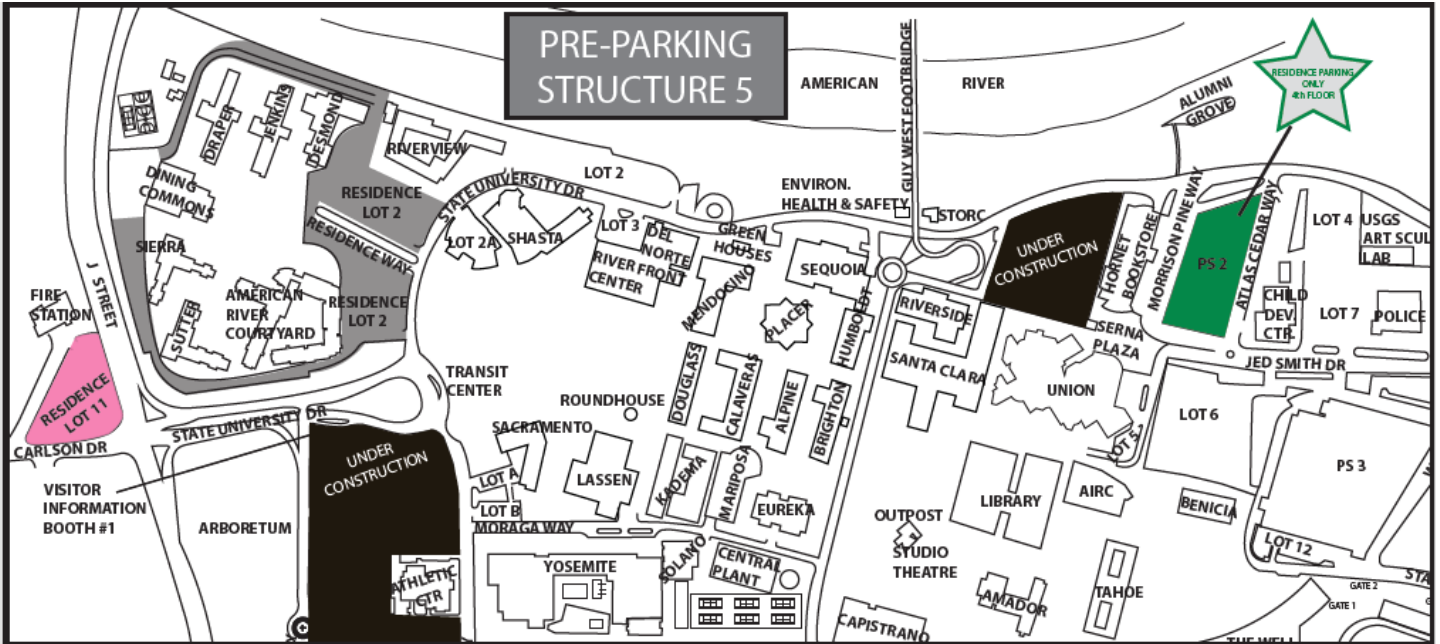 PRE-PARKING
STRUCTURE 5
AMERICAN
RIVER
GUY WEST FOOTBRIDGE
ALUMNI
GROVE
RESIDENCE PARKING
ONLY
4th FLOOR
DRAPER
JENKINS
DESMOND
RIVERVIEW
DINING
COMMONS
RESIDENCE
LOT 2
STATE UNIVERSITY DR
LOT 2
ENVIRON.
HEALTH & SAFETY
STORC
RESIDENCE WAY
LOT 2A
SHASTA
LOT 3
DEL
NORTE
GREEN
HOUSES
RIVER FRONT
CENTER
MENDOCINO
SEQUOIA
UNDER
CONSTRUCTION
HORNET
BOOKSTORE
MORRISON PINE WAY
PS 2
ATLAS CEDAR WAY
LOT 4
USGS
ART SCUL
LAB
SIERRA
J STREET
FIRE
STATION
SUTTER
AMERICAN
RIVER
COURTYARD
RESIDENCE
LOT 2
PLACER
HUMBOLDT
RIVERSIDE
SERNA
PLAZA
CHILD
DEV.
CTR.
LOT 7
POLICE
JED SMITH DR
RESIDENCE
LOT 11
TRANSIT
CENTER
ROUNDHOUSE
DOUGLASS
CALAVERAS
ALPINE
BRIGHTON
SANTA CLARA
UNION
LOT 6
LOT 5
CARLSON DR
STATE UNIVERSITY DR
VISITOR
INFORMATION
BOOTH #1
ARBORETUM
UNDER
CONSTRUCTION
SACRAMENTO
LOT A
LOT B
LASSEN
KADEMA
MARIPOSA
EUREKA
MORAGA WAY
LIBRARY
AIRC
BENICIA
PS 3
OUTPOST
STUDIO
THEATRE
LOT 12
ATHLETIC
CTR
YOSEMITE
SOLANO
CENTRAL
PLANT
AMADOR
TAHOE
CAPISTRANO
GATE 2
GATE 1
STA
THE WELL